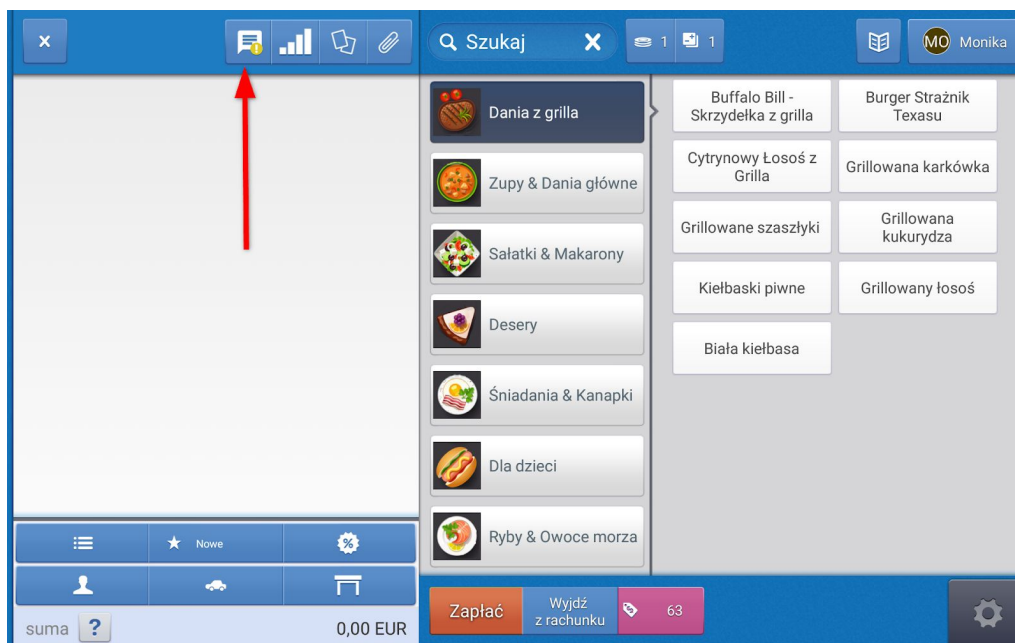 Szukaj
1
1
MO
Monika
Dania z grilla
Zupy & Dania główne
Sałatki & Makarony
Desery
Śniadania & Kanapki
Dla dzieci
Ryby & Owoce morza
Buffalo Bill -
Skrzydełka z grilla
Burger Strażnik
Texasu
Cytrynowy Łosoś z
Grilla
Grillowana karkówka
Grillowane szaszłyki
Grillowana
kukurydza
Kiełbaski piwne
Grillowany łosoś
Biała kiełbasa
Nowe
suma
?
0,00 EUR
Zapłać
Wyjdź
z rachunku
63